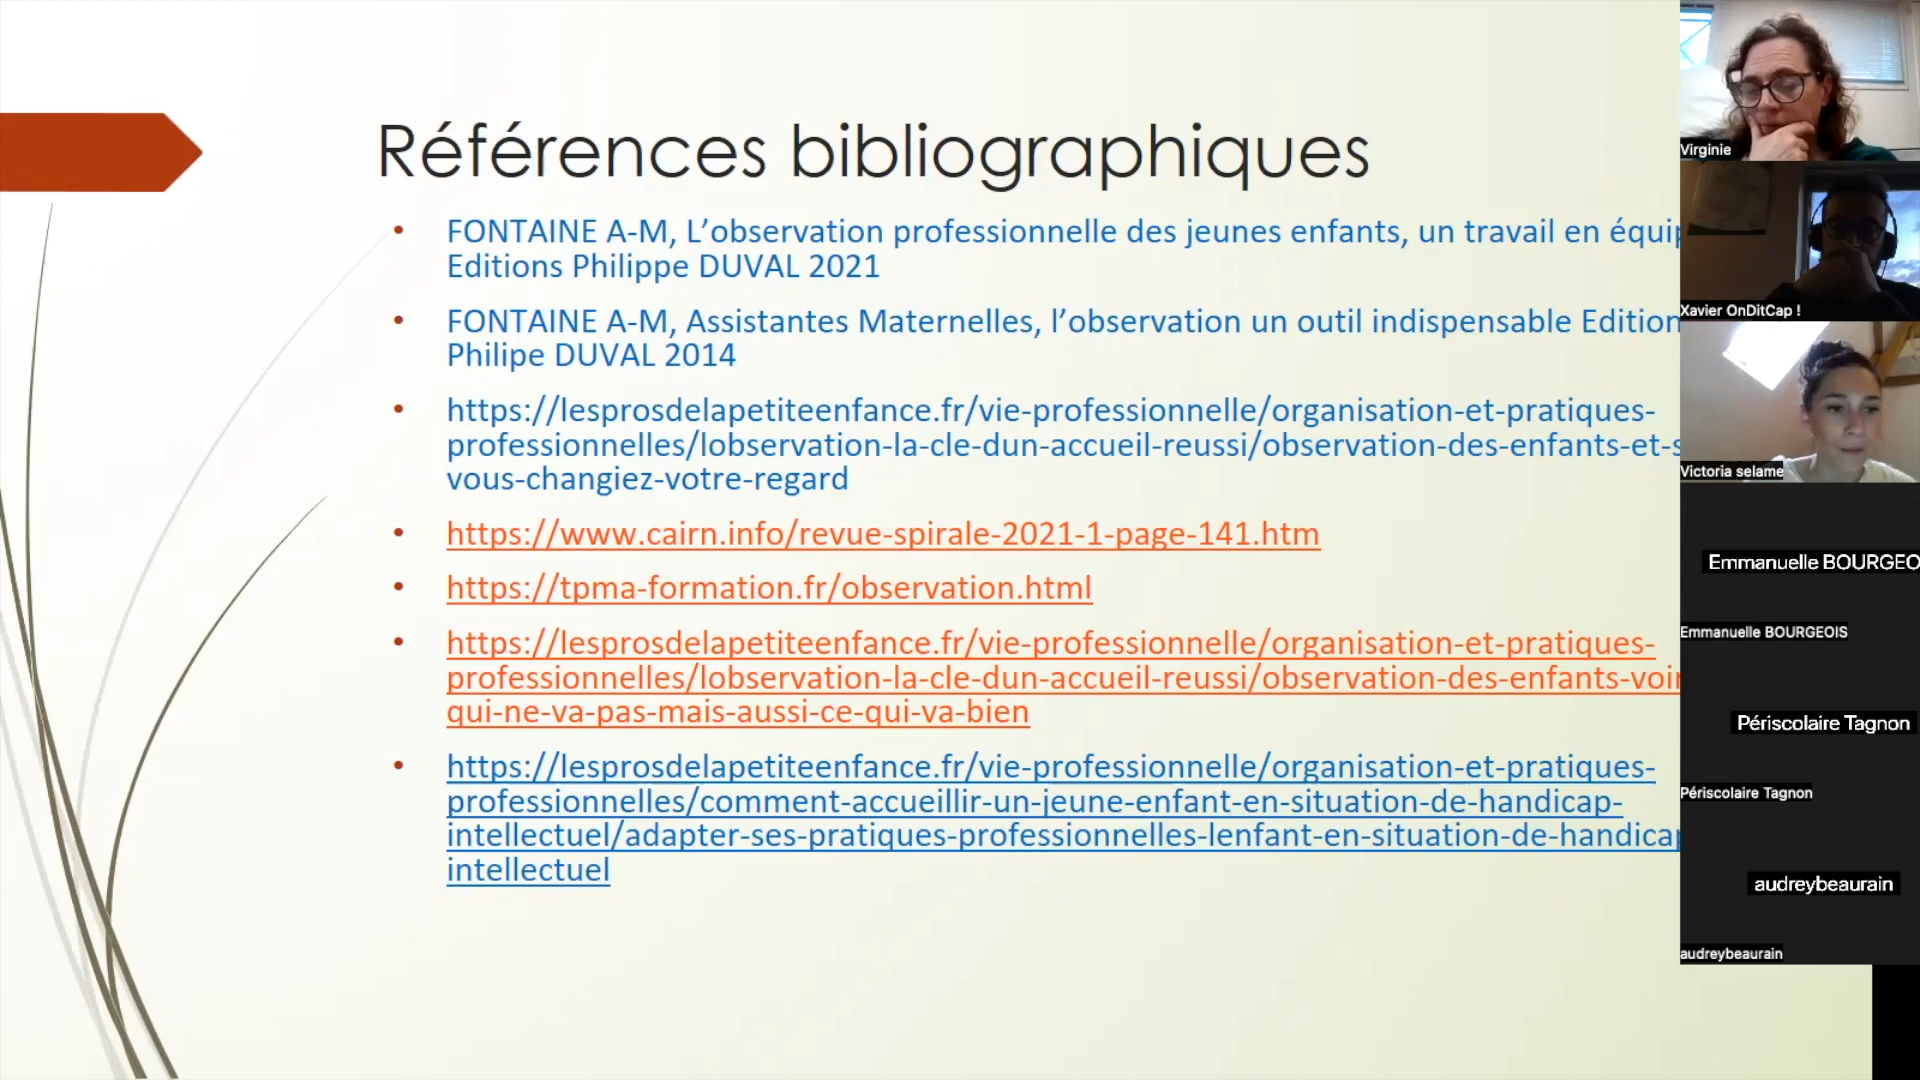 Références bibliographiques
• FONTAINE A-M, L’observation professionnelle des jeunes enfants, un travail en
Editions Philippe DUVAL 2021
• FONTAINE A-M, Assistantes Maternelles, l’observation un outil indispensable Edition
Philipe DUVAL 2014
• https://lesprosdelapetiteenfance.fr/vie-professionnelle/organisation-et-pratiques-
professionnelles/lobservation-la-cle-dun-accueil-reussi/observation-des-enfants-et-s
vous-changiez-votre-regard
• https://www.cairn.info/revue-spirale-2021-1-page-141.htm
• https://tpma-formation.fr/observation.html
• https://lesprosdelapetiteenfance.fr/vie-professionnelle/organisation-et-pratiques-
professionnelles/lobservation-la-cle-dun-accueil-reussi/observation-des-enfants-voir
qui-ne-va-pas-mais-aussi-ce-qui-va-bien
• https://lesprosdelapetiteenfance.fr/vie-professionnelle/organisation-et-pratiques-
professionnelles/comment-accueillir-un-jeune-enfant-en-situation-de-handicap-
intellectuel/adapter-ses-pratiques-professionnelles-lenfant-en-situation-de-handicap
intellectuel
Virginie
Xavier OnDitCap !
Victoria selame
Emmanuelle BOURGEO
Emmanuelle BOURGEOIS
Périscolaire Tagnon
Périscolaire Tagnon
audreybeaurain
audreybeaurain